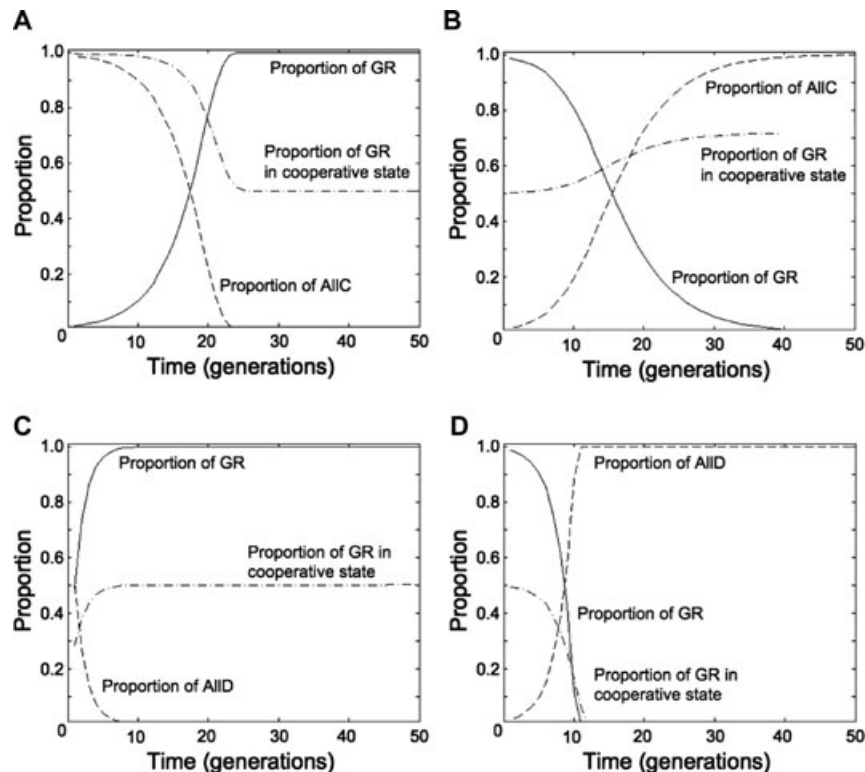 A
1.0
0.8
0.6
0.4
0.2
0
10
20
30
40
50
Proportion
Time (generations)
Proportion of GR
Proportion of GR
in cooperative state
Proportion of AllC
B
1.0
0.8
0.6
0.4
0.2
0
10
20
30
40
50
Proportion
Time (generations)
Proportion of AllC
Proportion of GR
in cooperative state
Proportion of GR
C
1.0
0.8
0.6
0.4
0.2
0
10
20
30
40
50
Proportion
Time (generations)
Proportion of GR
Proportion of GR in
cooperative state
Proportion of AllD
D
1.0
0.8
0.6
0.4
0.2
0
10
20
30
40
50
Proportion
Time (generations)
Proportion of AllD
Proportion of GR
Proportion of GR in
cooperative state